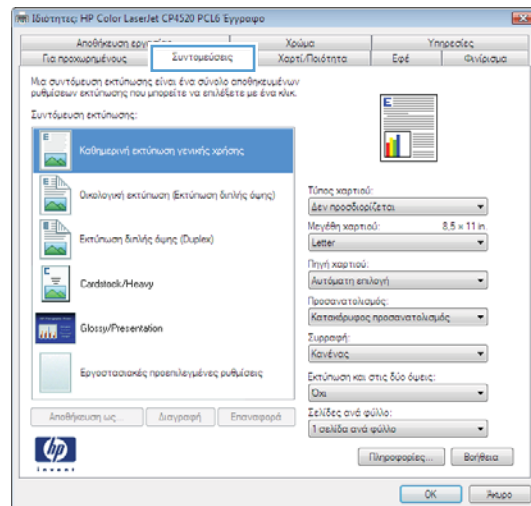 Ιδιότητες: HP Color LaserJet CP4520 PCL6 Έγγραφο
Αποθήκευση εργασίας
Χρώμα
Υπηρεσίες
Για προχωρημένους
Συντομεύσεις
Χαρτί/Ποιότητα
Εφέ
Φινίρισμα
Μια συντόμευση εκτύπωσης είναι ένα σύνολο αποθηκευμένων
ρυθμίσεων εκτύπωσης που μπορείτε να επιλέξετε με ένα κλικ.
Συντόμευση εκτύπωσης:
Καθημερινή εκτύπωση γενικής χρήσης
Οικολογική εκτύπωση (Εκτύπωση διπλής όψης)
Εκτύπωση διπλής όψης (Duplex)
Cardstock/Heavy
Glossy/Presentation
Εργοστασιακές προεπιλεγμένες ρυθμίσεις
Αποθήκευση ως...
Διαγραφή
Επαναφορά
Τύπος χαρτιού:
Δεν προσδιορίζεται
Μεγέθη χαρτιού: 8,5 × 11 in.
Letter
Πηγή χαρτιού:
Αυτόματη επιλογή
Προσανατολισμός:
Κατακόρυφος προσανατολισμός
Συρραφή:
Κανένας
Εκτύπωση και στις δύο όψεις:
Όχι
Σελίδες ανά φύλλο:
1 σελίδα ανά φύλλο
hp
invent
Πληροφορίες...
Βοήθεια
OK
Άκυρο